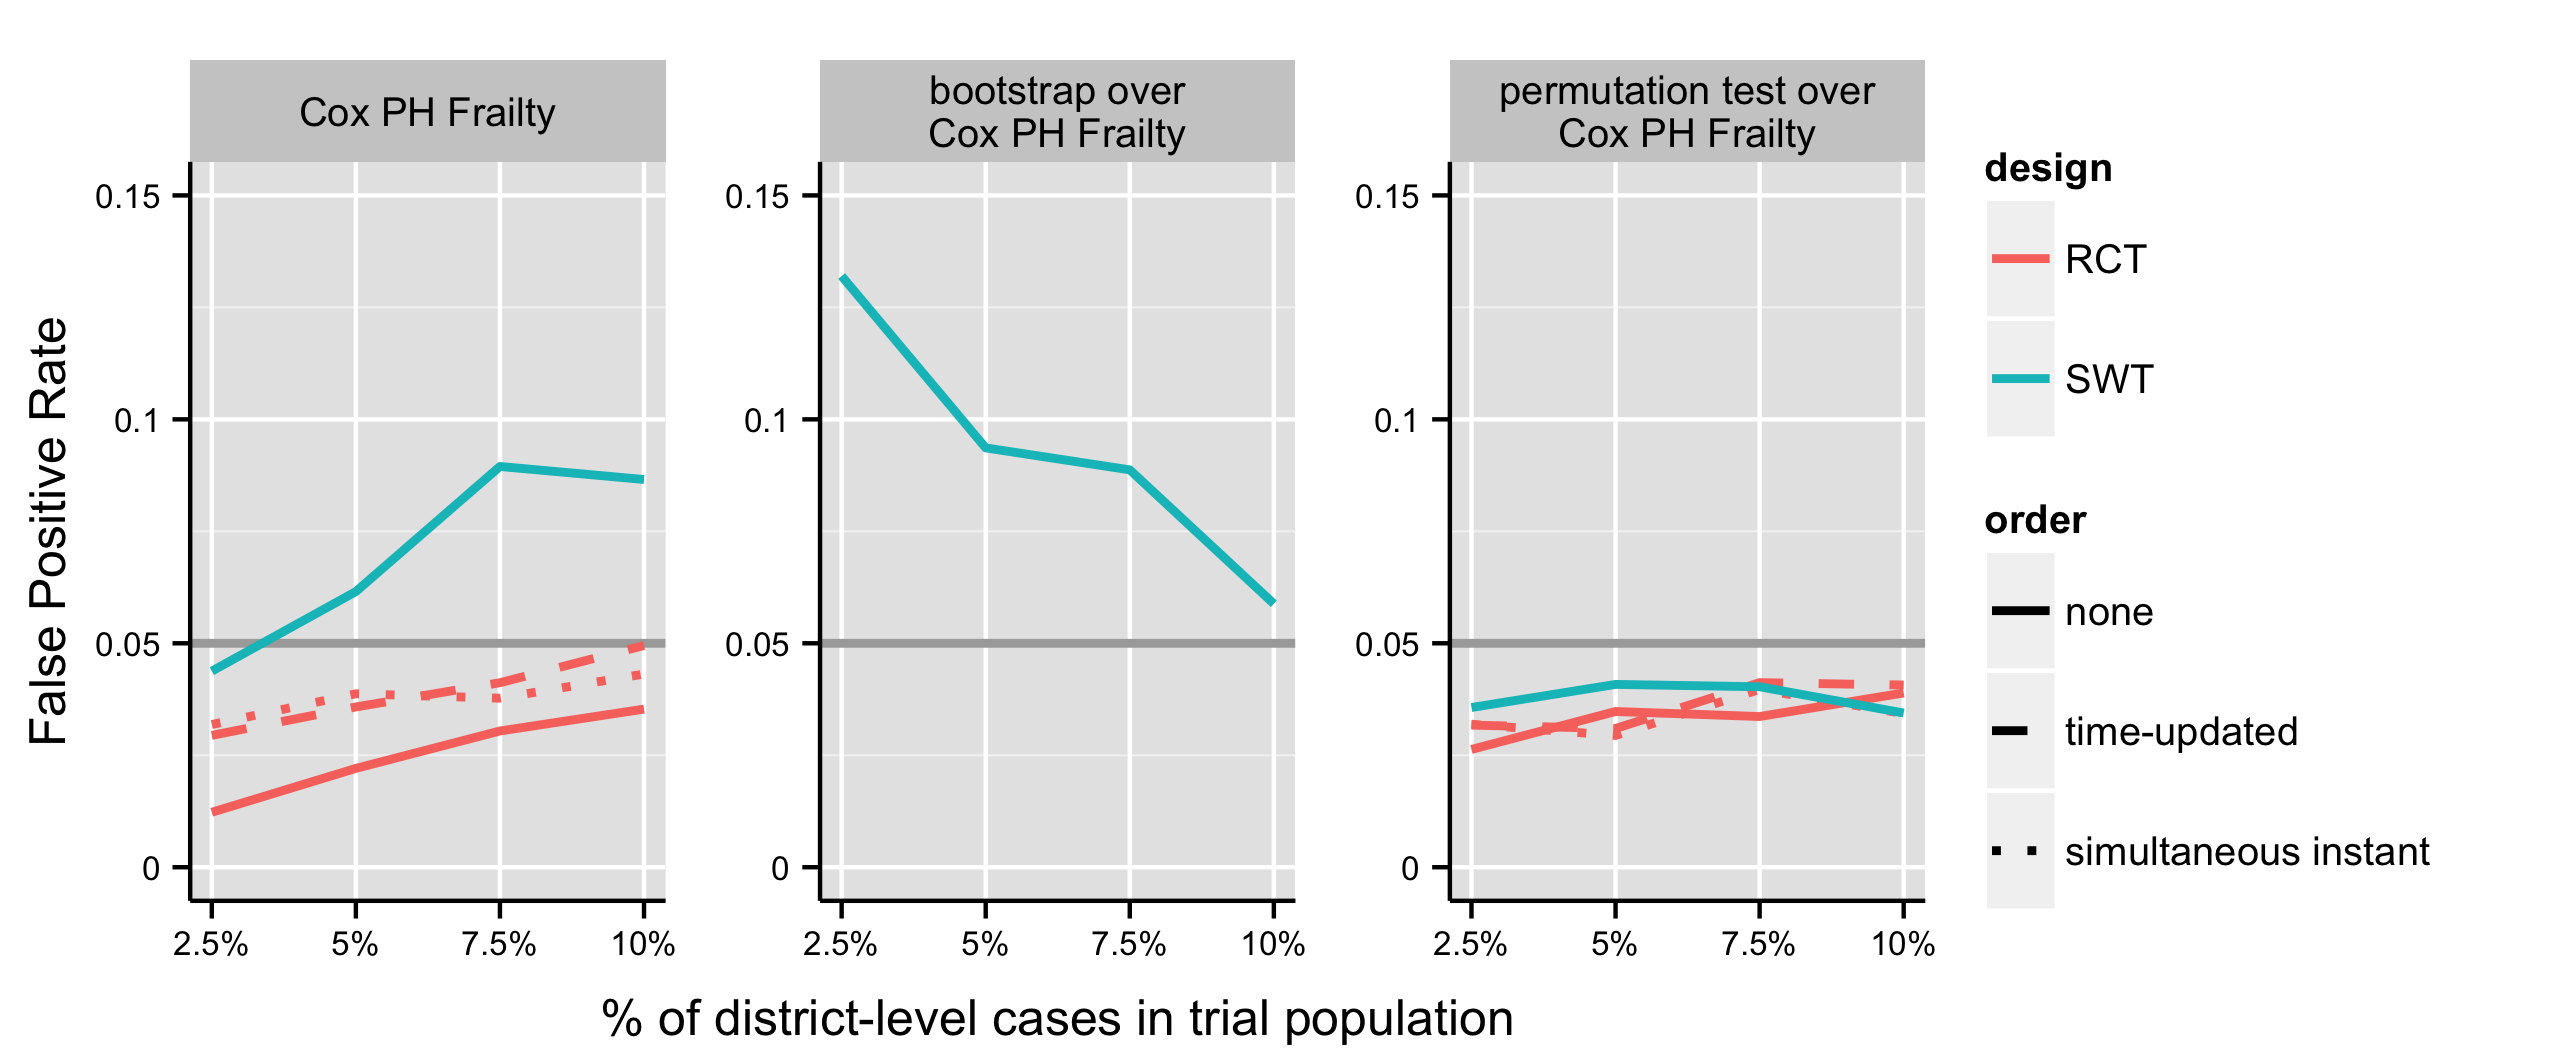 Cox PH Frailty
bootstrap over
Cox PH Frailty
permutation test over
Cox PH Frailty
False Positive Rate
0.15
0.1
0.05
0
2.5% 5% 7.5% 10%
0.15
0.1
0.05
0
2.5% 5% 7.5% 10%
0.15
0.1
0.05
0
2.5% 5% 7.5% 10%
% of district-level cases in trial population
design
RCT
SWT
order
none
time-updated
simultaneous instant